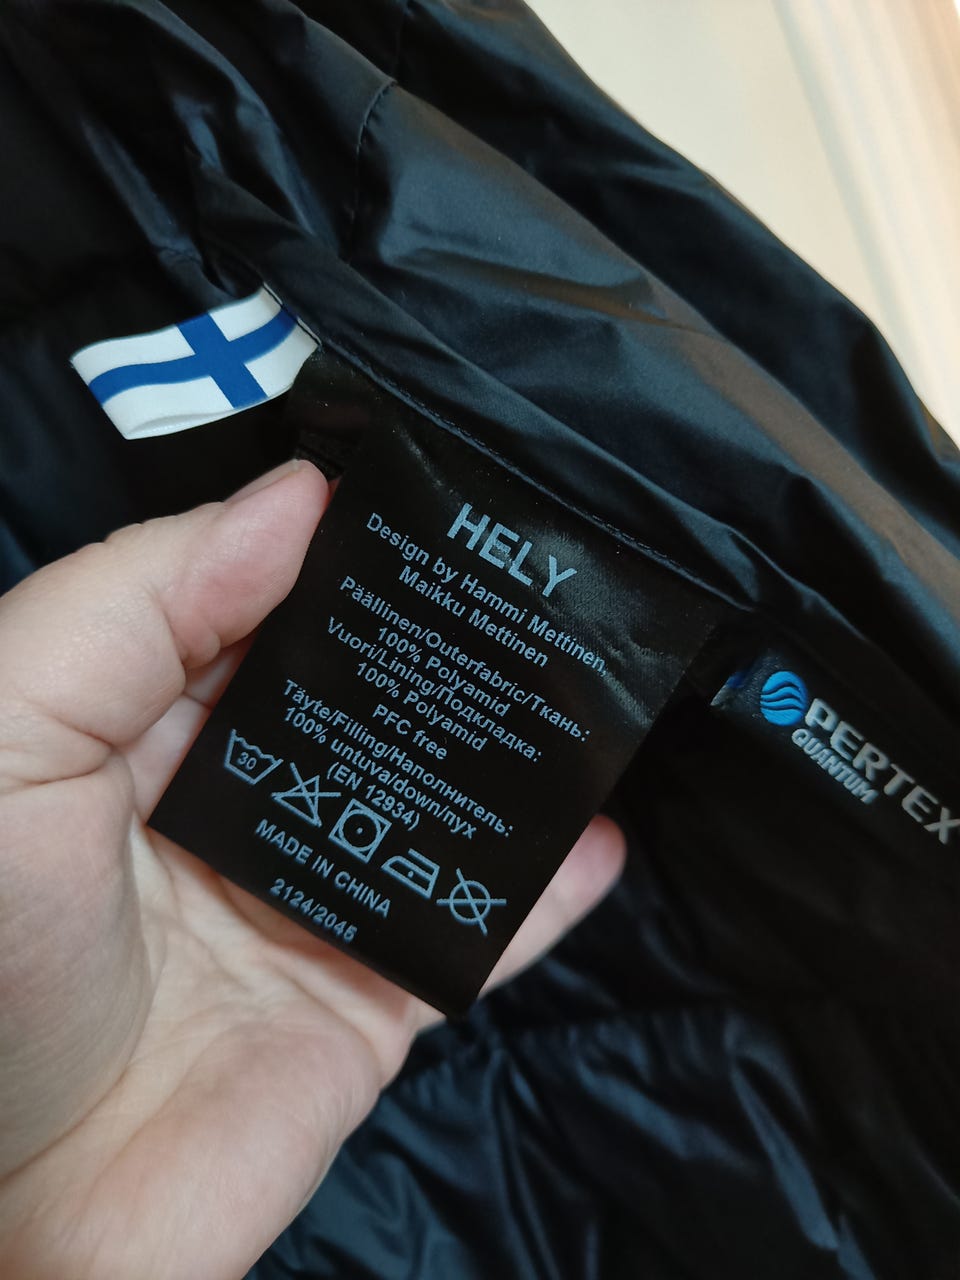 HELY
Design by Hammi Mettinen,
Maikku Mettinen
Päällinen/Outerfabric/Ткань:
100% Polyamid
Vuori/Lining/Подкладка:
100% Polyamid
PFC free
Täyte/Filling/Наполнитель:
100% untuva/down/пух
(EN 12934)
30
MADE IN CHINA
2124/2045
PERTEX
QUANTUM